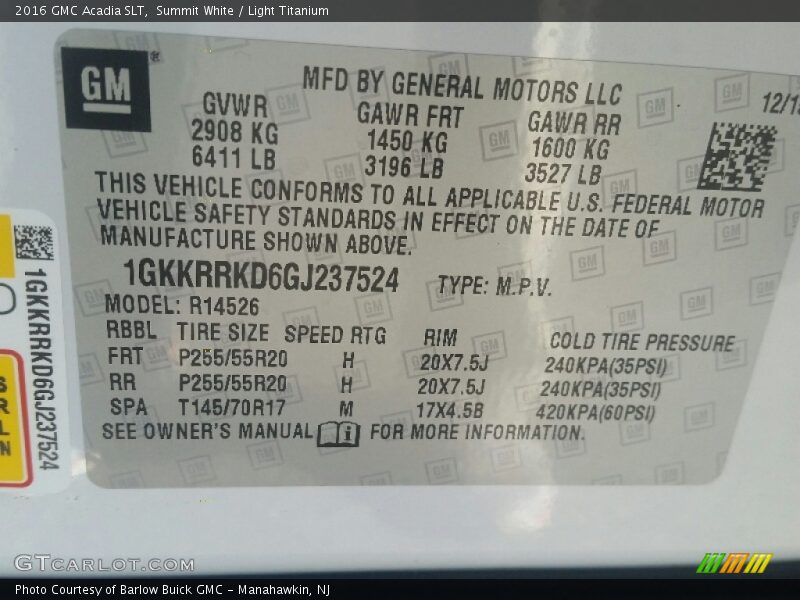 2016 GMC Acadia SLT, Summit White / Light Titanium
GM ®
MFD BY GENERAL MOTORS LLC
GVWR GAWR FRT GAWR RR
2908 KG 1450 KG 1600 KG
6411 LB 3196 LB 3527 LB
THIS VEHICLE CONFORMS TO ALL APPLICABLE U.S. FEDERAL MOTOR
VEHICLE SAFETY STANDARDS IN EFFECT ON THE DATE OF
MANUFACTURE SHOWN ABOVE.
1GKKRRKD6GJ237524 TYPE: M.P.V.
MODEL: R14526
RBBL TIRE SIZE SPEED RTG RIM COLD TIRE PRESSURE
FRT P255/55R20 H 20X7.5J 240KPA(35PSI)
RR P255/55R20 H 20X7.5J 240KPA(35PSI)
SPA T145/70R17 M 17X4.5B 420KPA(60PSI)
SEE OWNER'S MANUAL FOR MORE INFORMATION.
1GKKRRKD6GJ237524
GTCARLOT.COM
Photo Courtesy of Barlow Buick GMC - Manahawkin, NJ